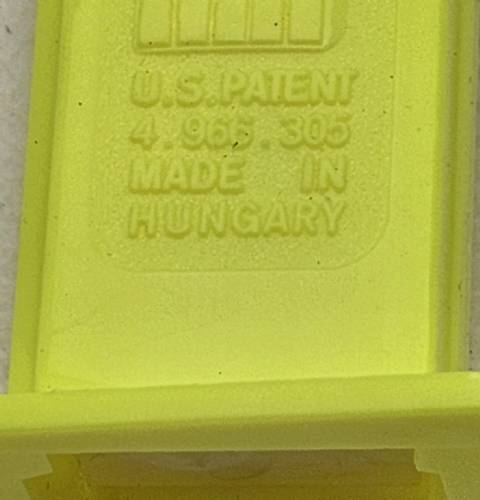 U.S.PATENT
4.966.305
MADE IN
HUNGARY